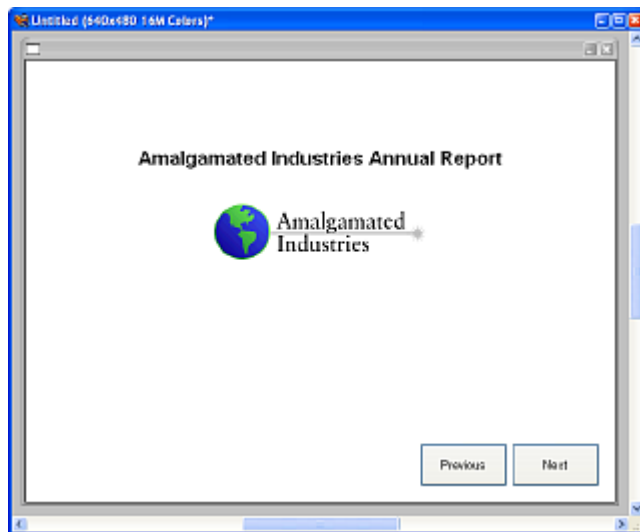 Untitled (640x480 16M Colors)*
Amalgamated Industries Annual Report
Amalgamated
Industries
Previous
Next